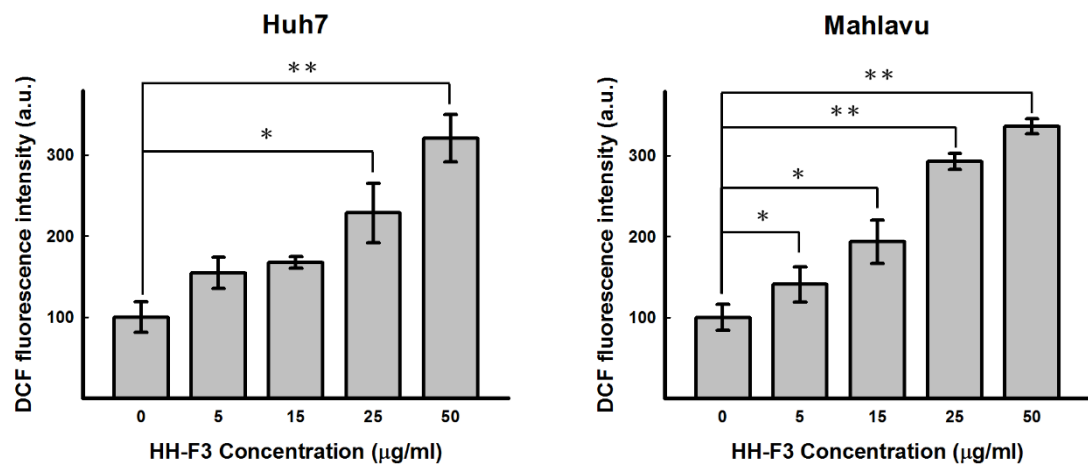 Huh7
DCF fluorescence intensity (a.u.)
300
200
100
**
*
0 5 15 25 50
HH-F3 Concentration (μg/ml)
Mahlavu
DCF fluorescence intensity (a.u.)
300
200
100
**
**
*
*
0 5 15 25 50
HH-F3 Concentration (μg/ml)